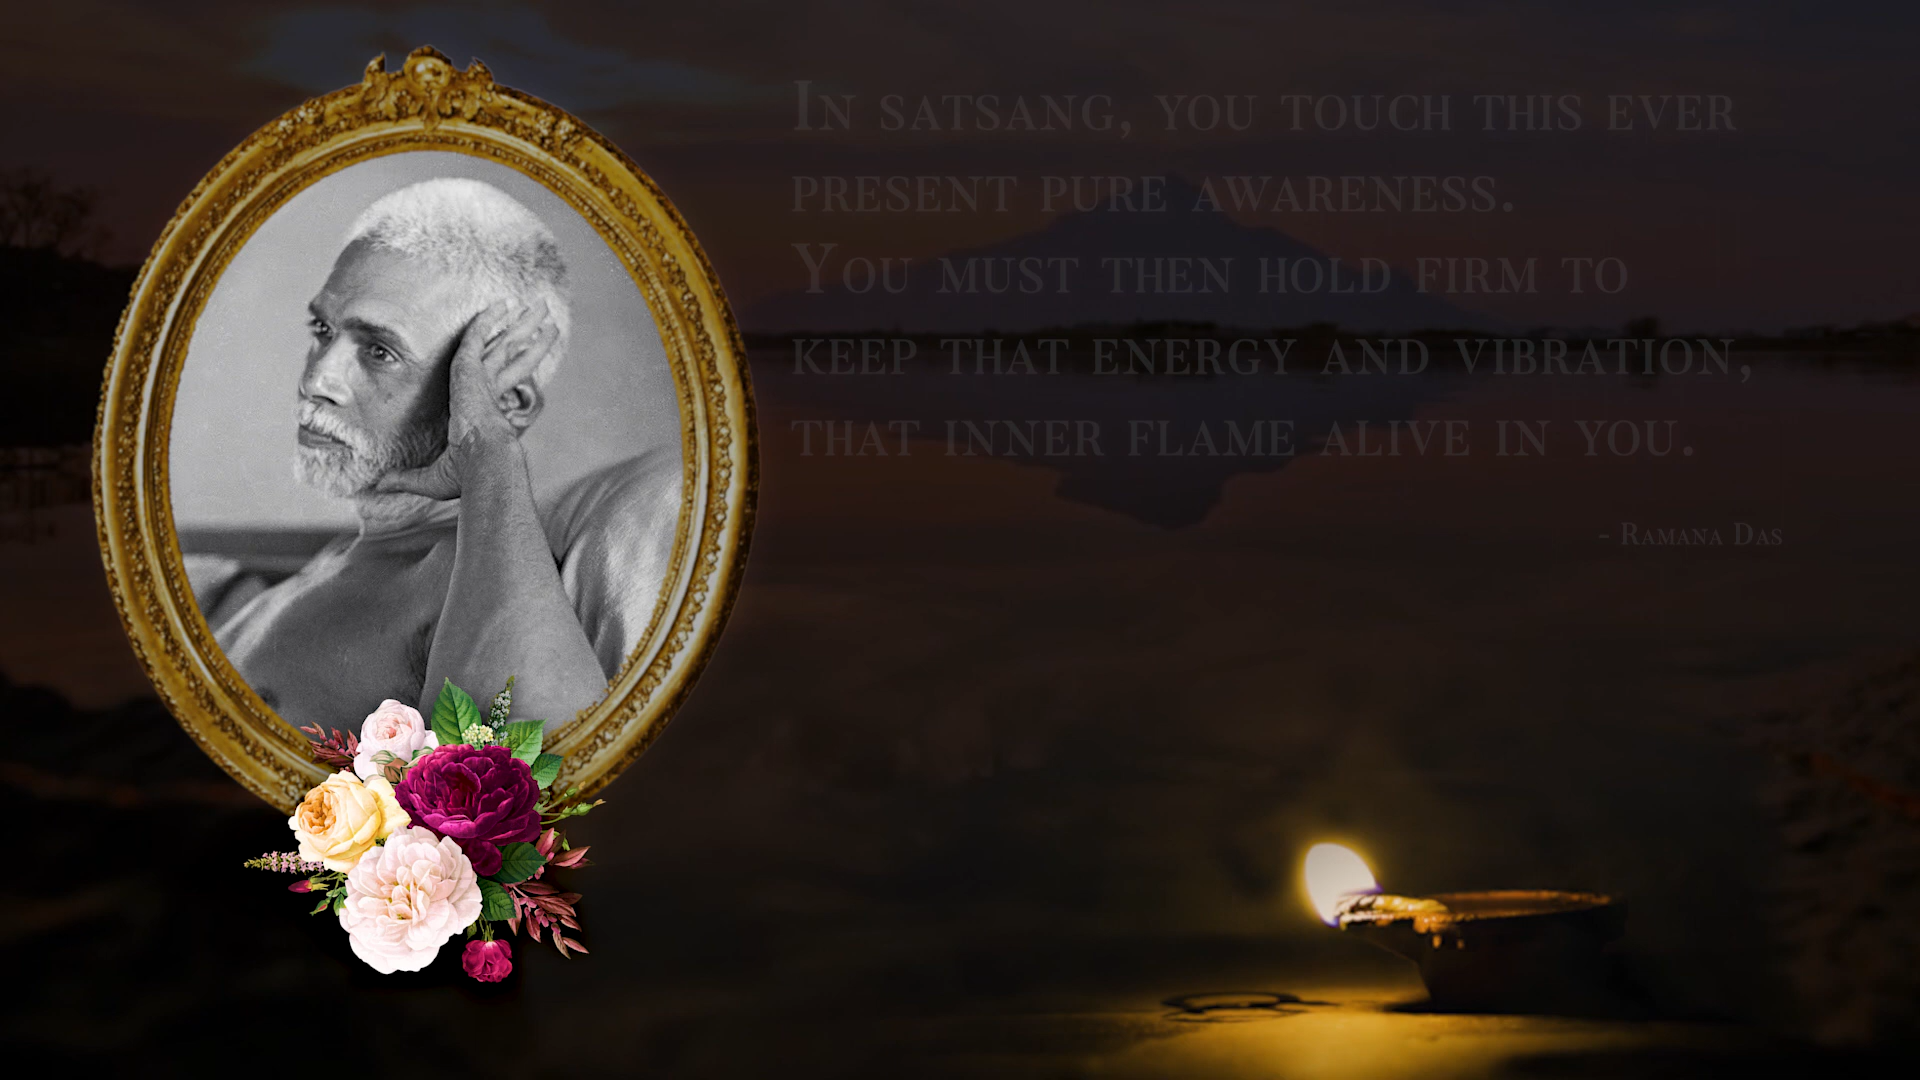 In satsang, you touch this ever
present pure awareness.
You must then hold firm to
keep that energy and vibration,
that inner flame alive in you.
- Ramana Das